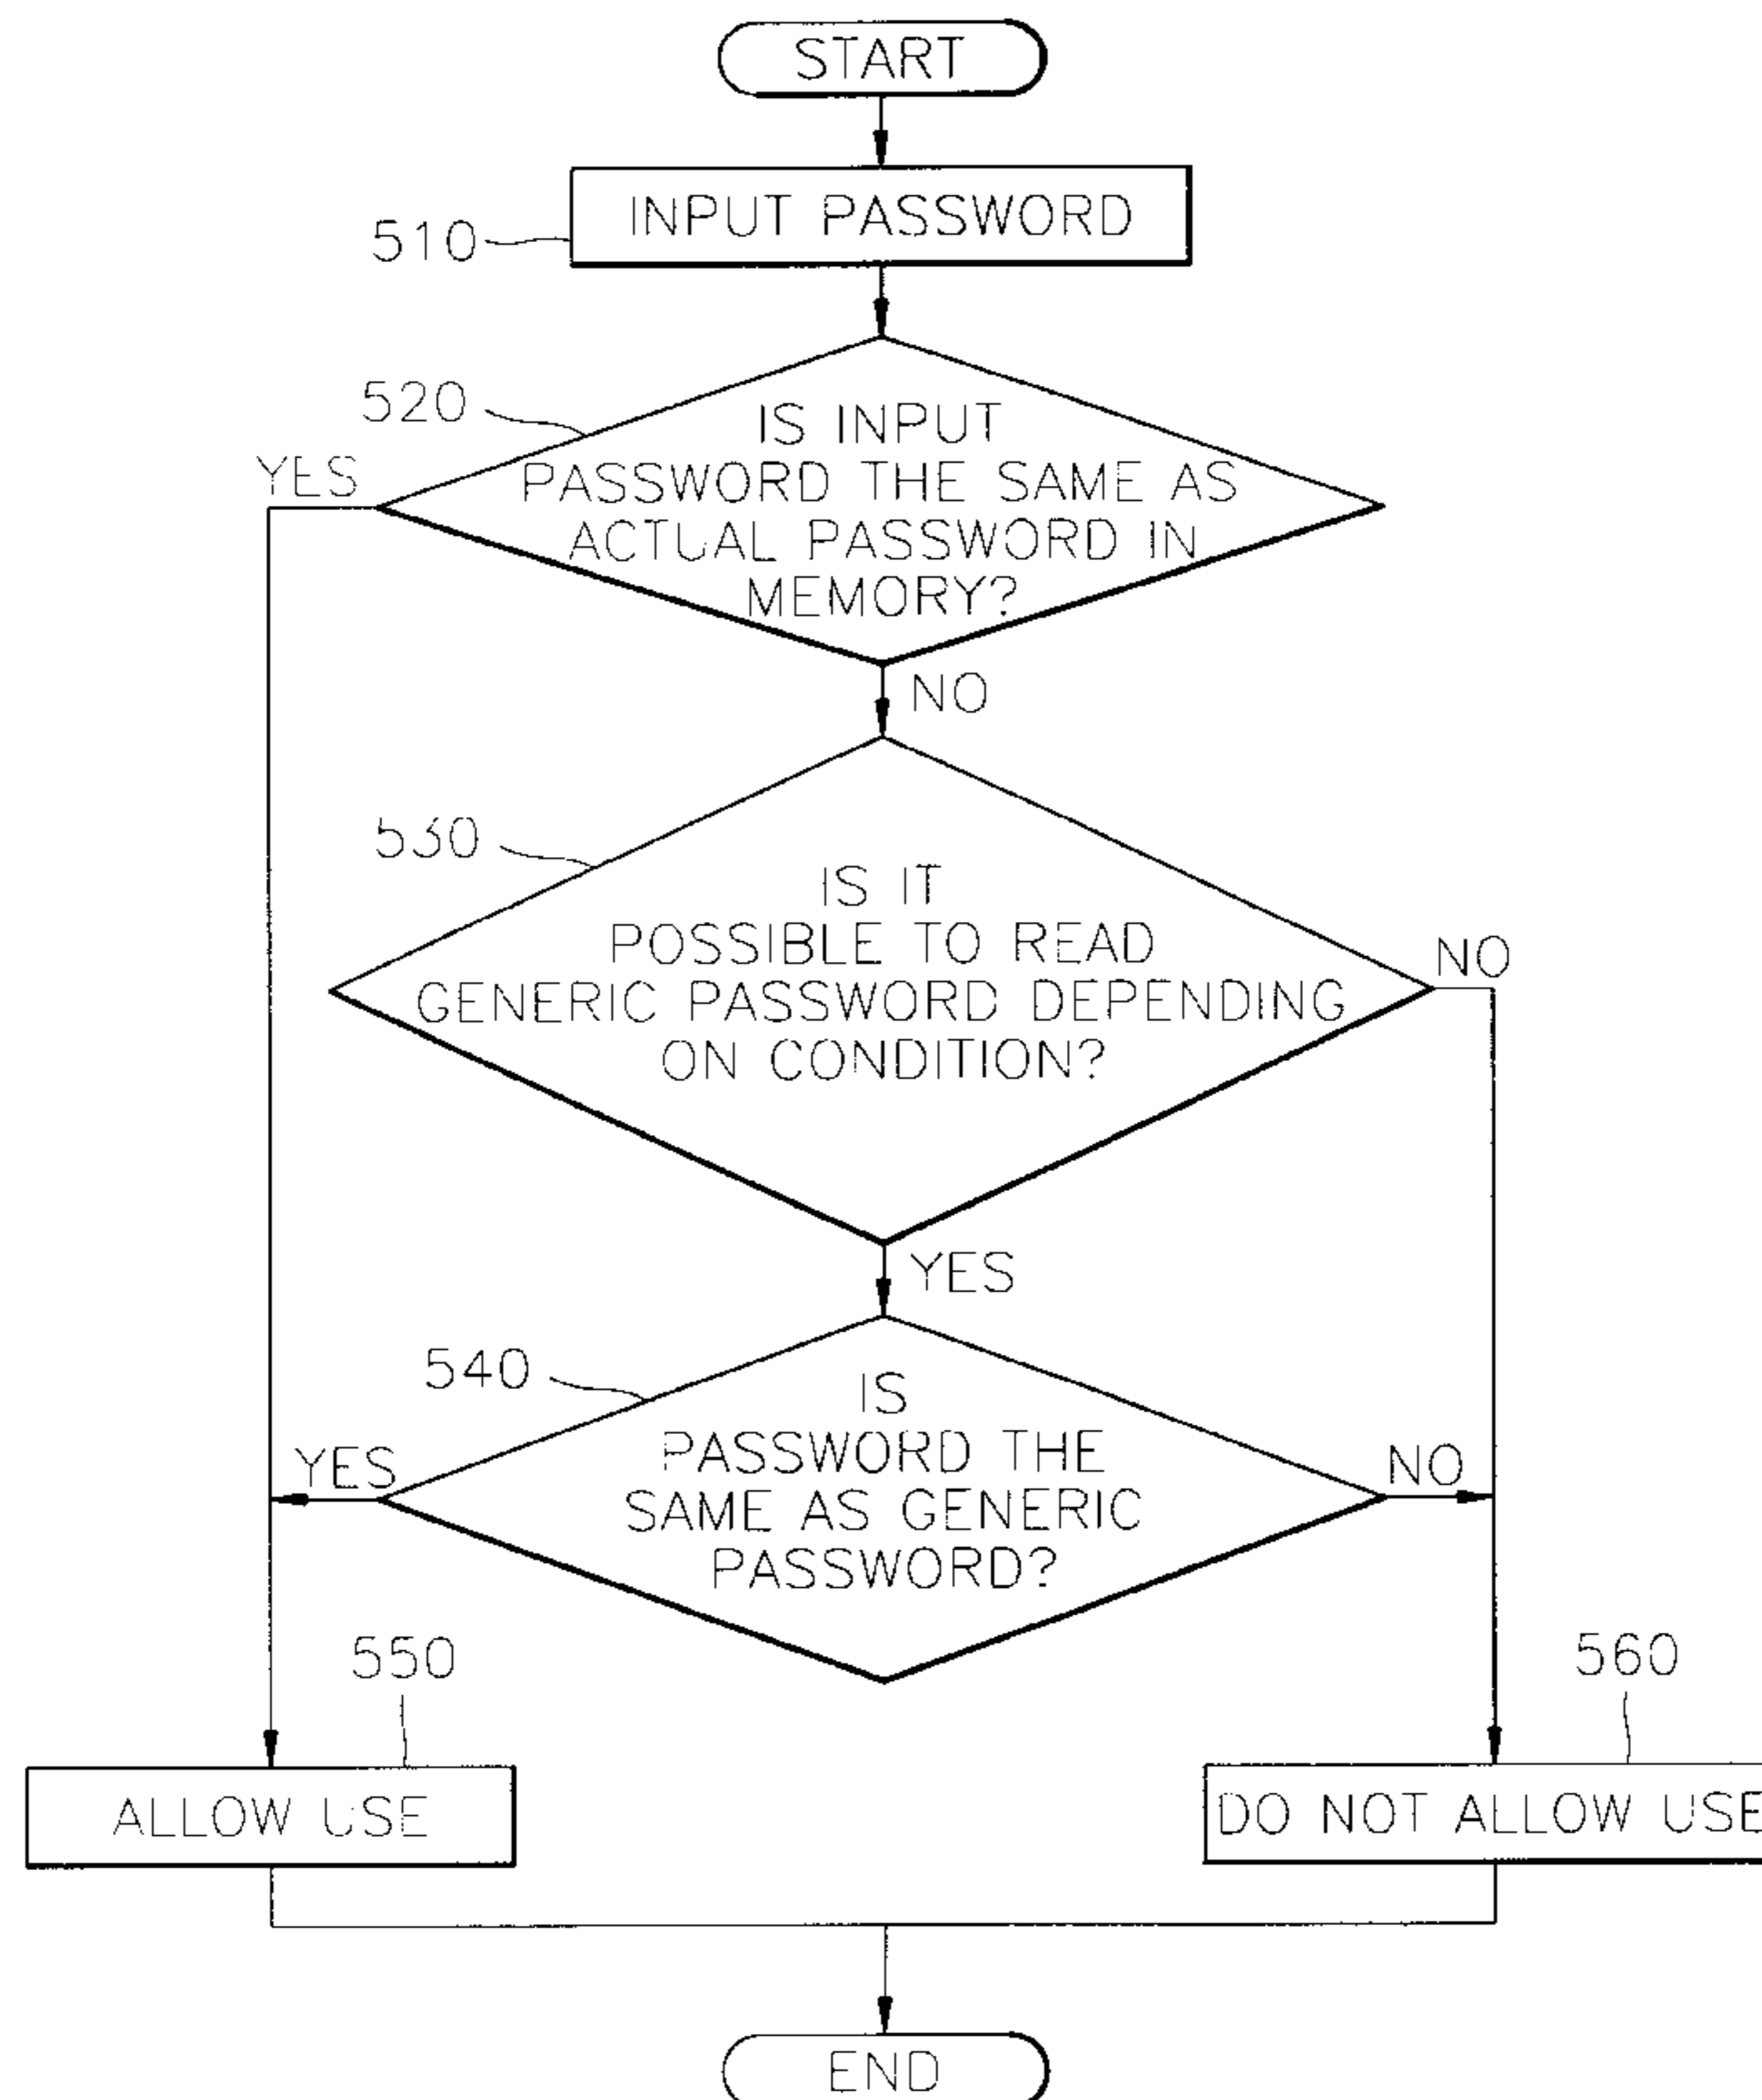 START
INPUT PASSWORD
510
520
IS INPUT
YES
PASSWORD THE SAME AS
ACTUAL PASSWORD IN
MEMORY?
NO
530
IS IT
POSSIBLE TO READ
NO
GENERIC PASSWORD DEPENDING
ON CONDITION?
YES
540
IS
PASSWORD THE
YES
NO
SAME AS GENERIC
PASSWORD?
550
560
ALLOW USE
DO NOT ALLOW USE
END